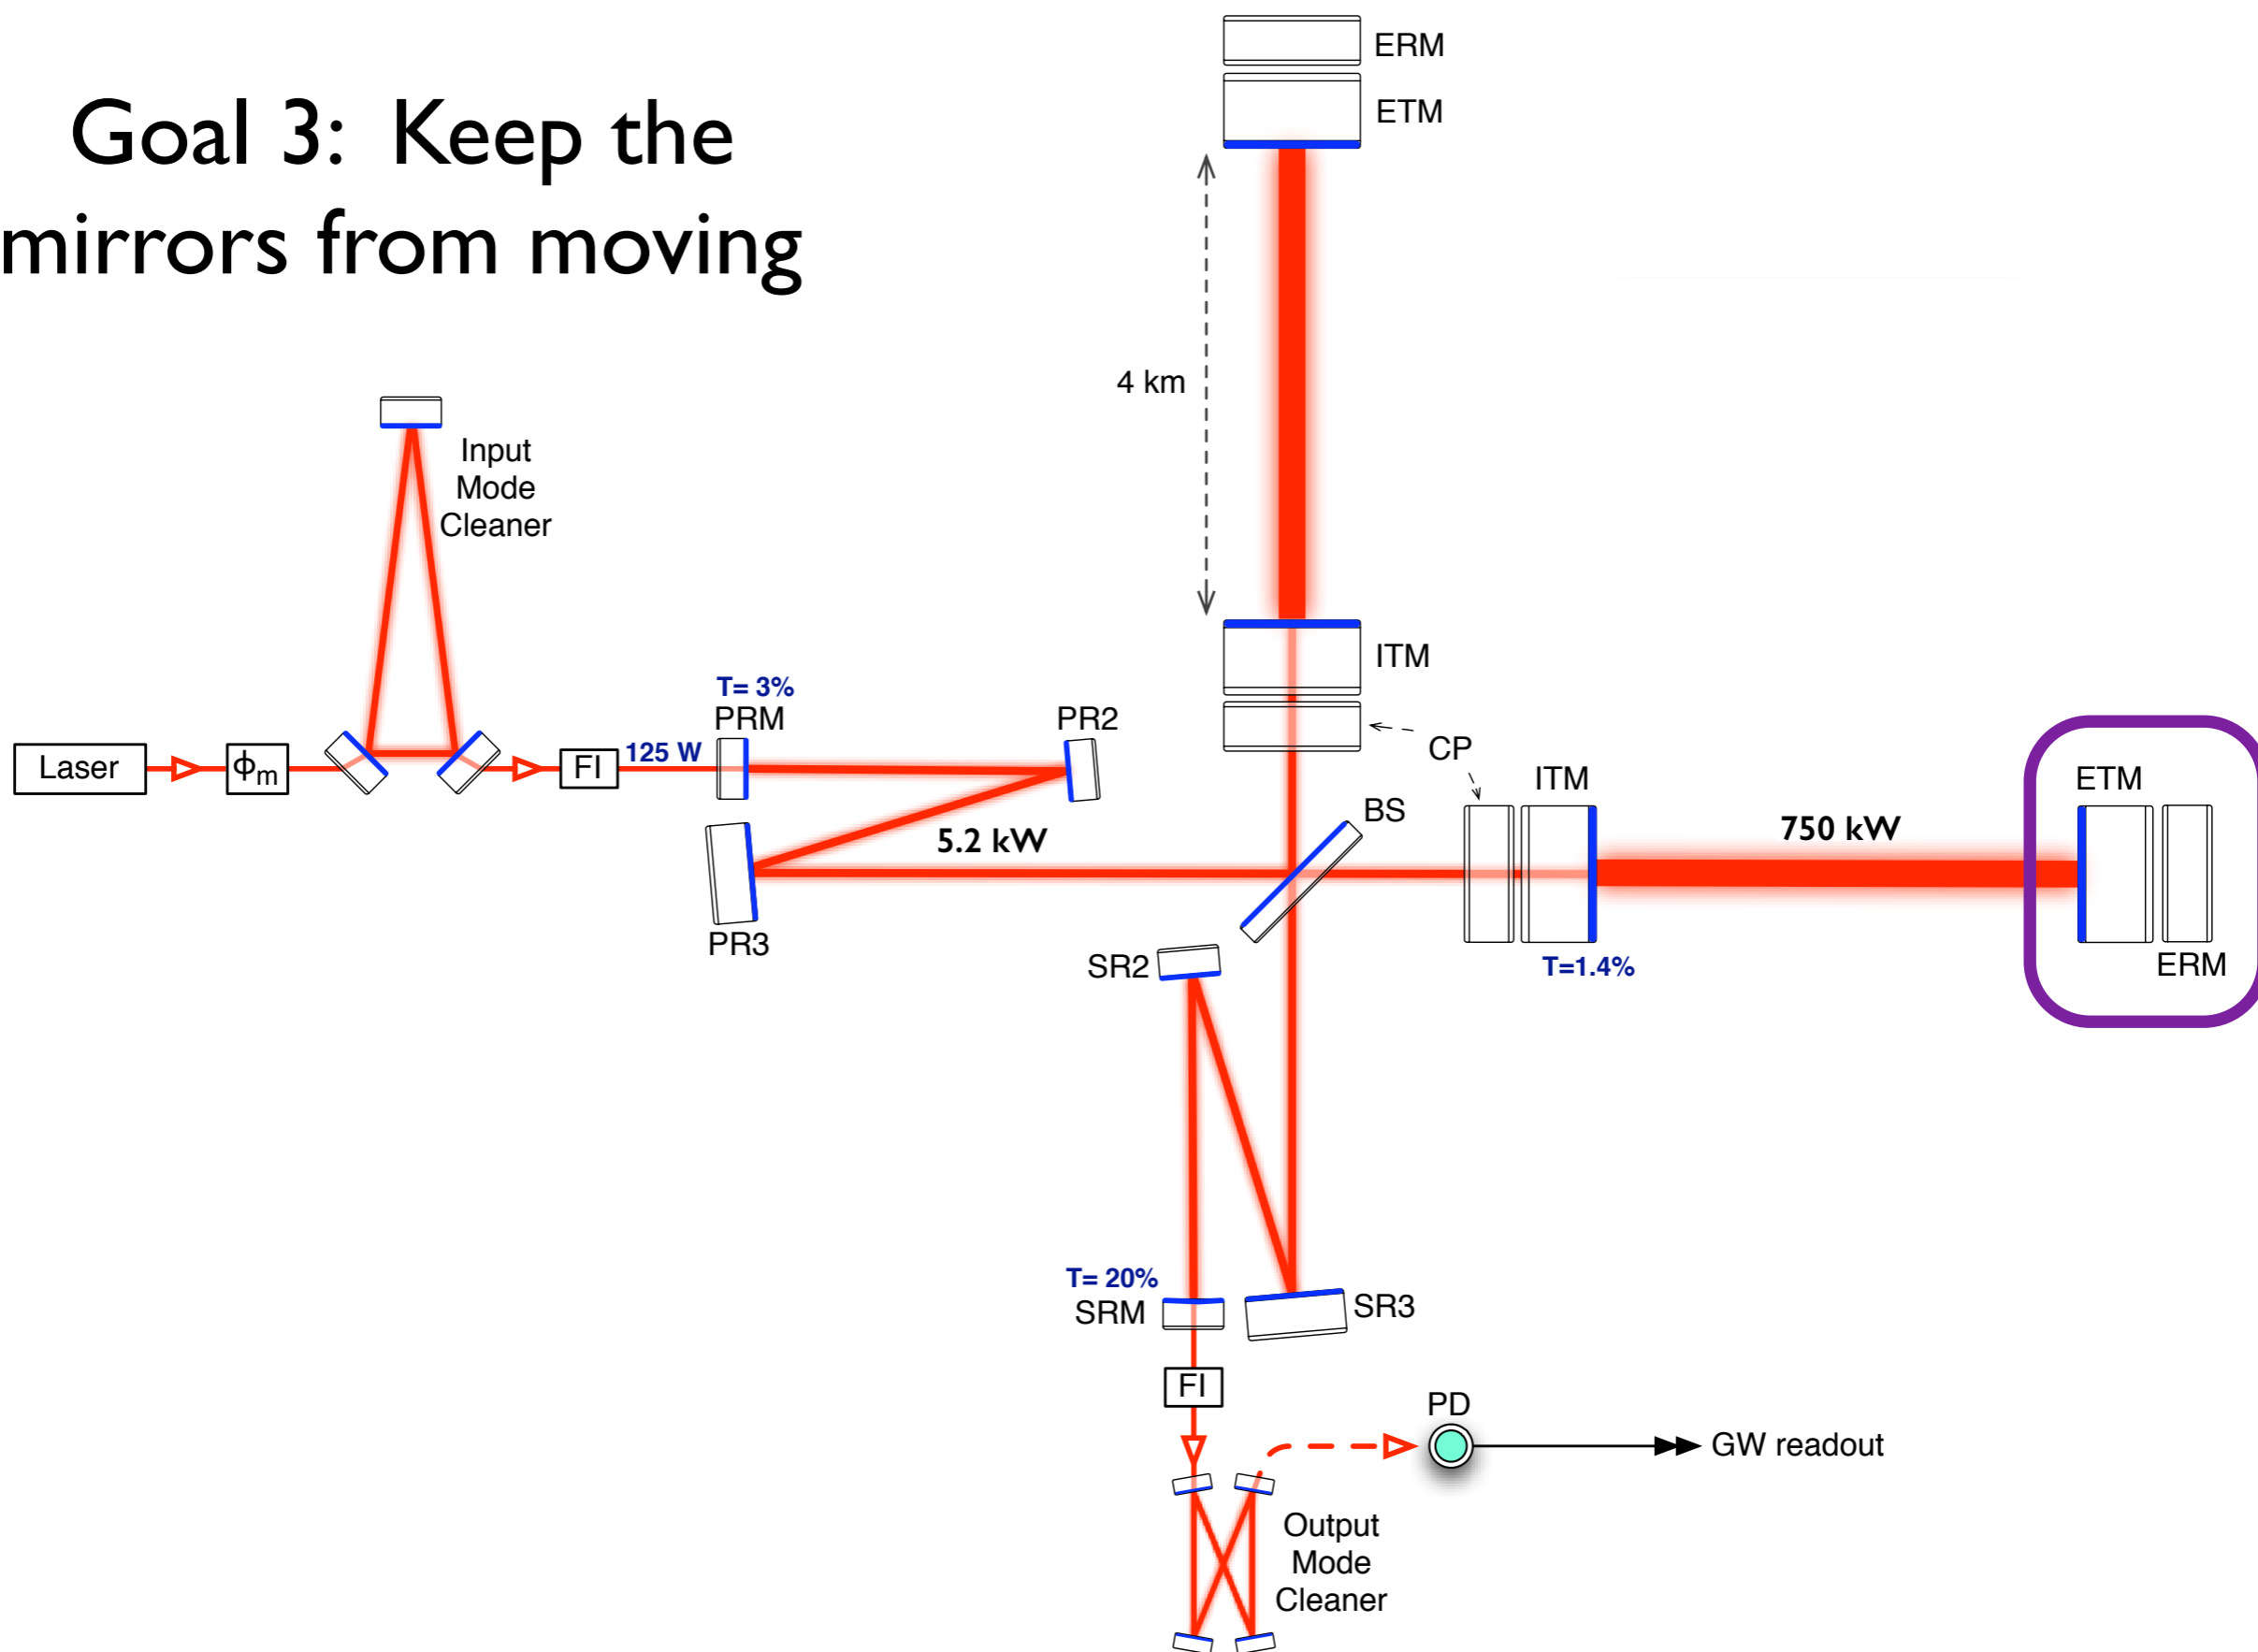 Goal 3: Keep the
mirrors from moving
ERM
ETM
4 km
Input
Mode
Cleaner
ITM
T= 3%
PRM
PR2
CP
Laser
ϕm
FI
125 W
BS
ITM
ETM
5.2 kW
750 kW
PR3
SR2
T=1.4%
ERM
T= 20%
SRM
SR3
FI
PD
GW readout
Output
Mode
Cleaner